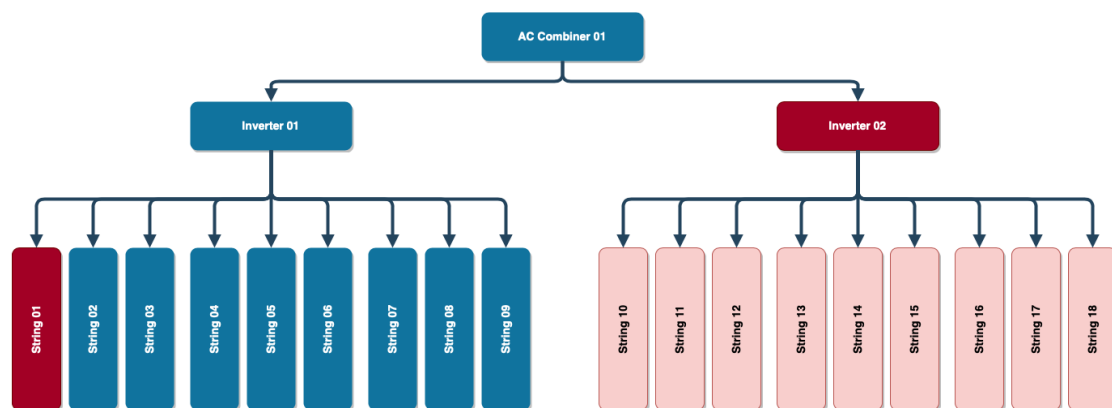 AC Combiner 01
Inverter 01
Inverter 02
String 01
String 02
String 03
String 04
String 05
String 06
String 07
String 08
String 09
String 10
String 11
String 12
String 13
String 14
String 15
String 16
String 17
String 18